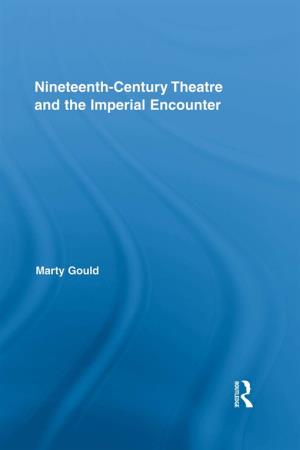 Nineteenth-Century Theatre
and the Imperial Encounter
Marty Gould
ROUTLEDGE